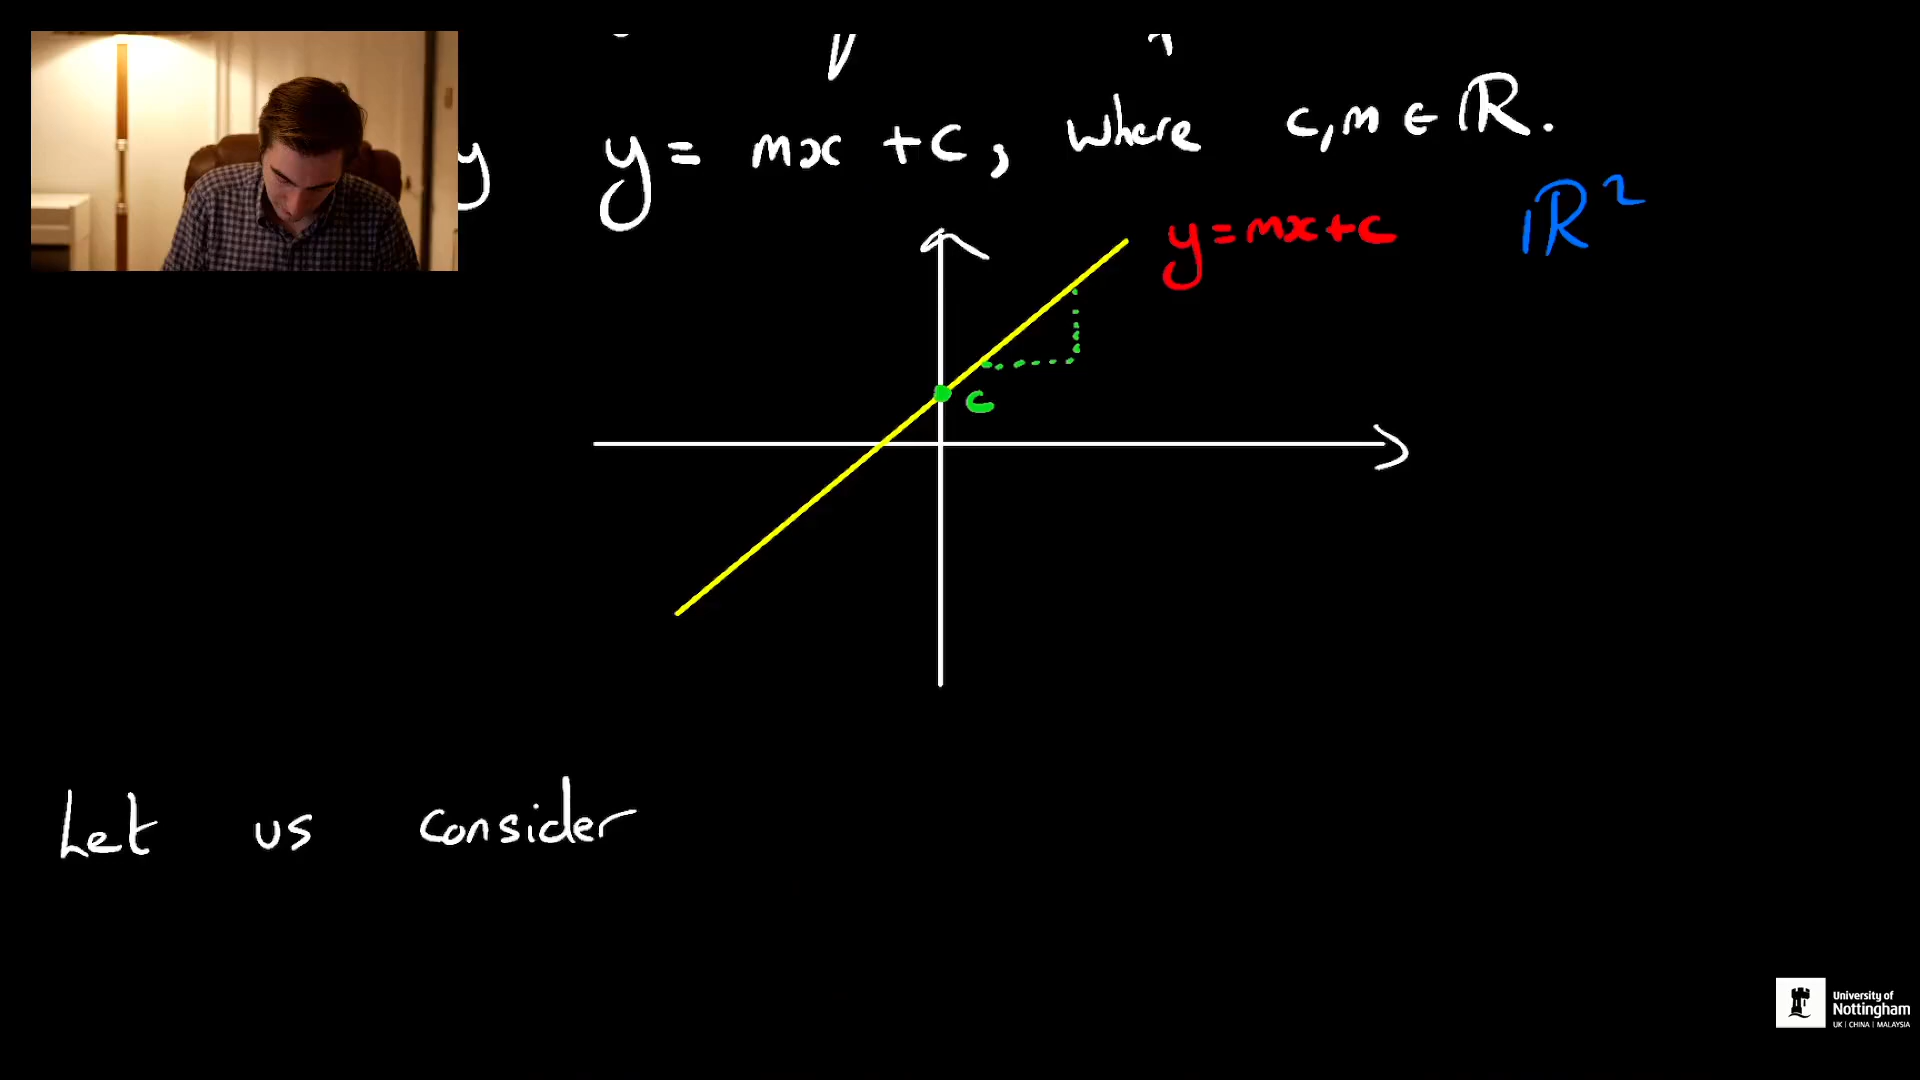 y y = mx + c, where c,m ∈ ℝ.
y=mx+c ℝ²
c
Let us consider
University of
Nottingham
UK | CHINA | MALAYSIA